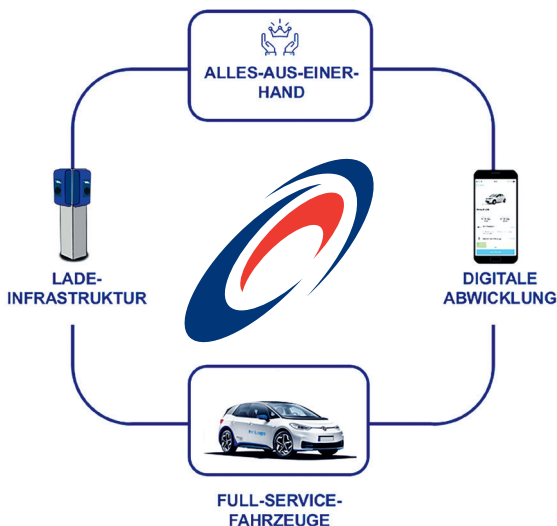 ALLES-AUS-EINER-
HAND
LADE-
INFRASTRUKTUR
DIGITALE
ABWICKLUNG
FULL-SERVICE-
FAHRZEUGE